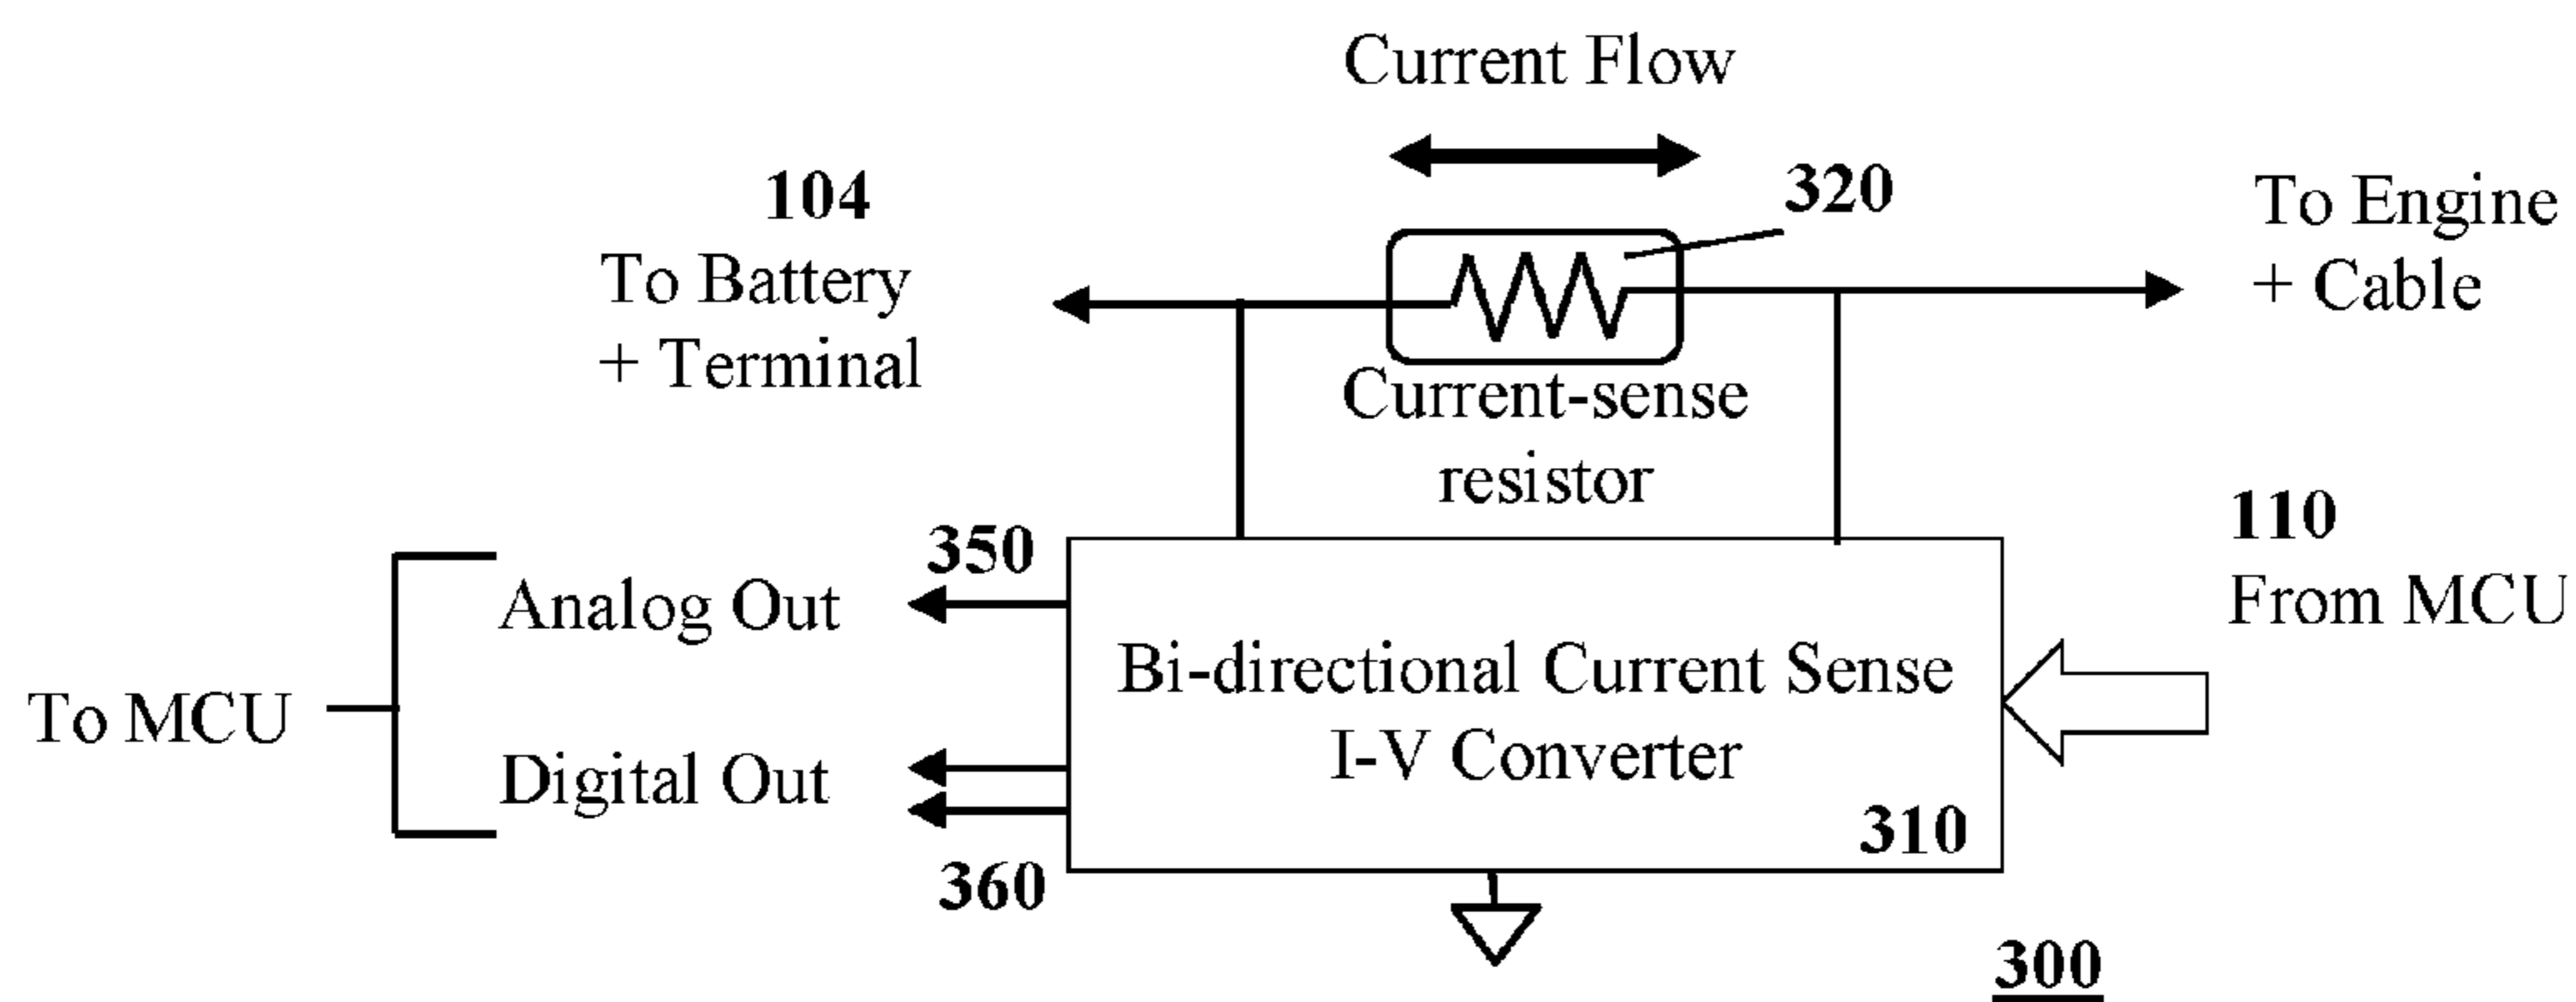 Current Flow
104
To Battery
+ Terminal
320
To Engine
+ Cable
Current-sense
resistor
350
Analog Out
To MCU
Digital Out
360
Bi-directional Current Sense
I-V Converter
310
110
From MCU
300